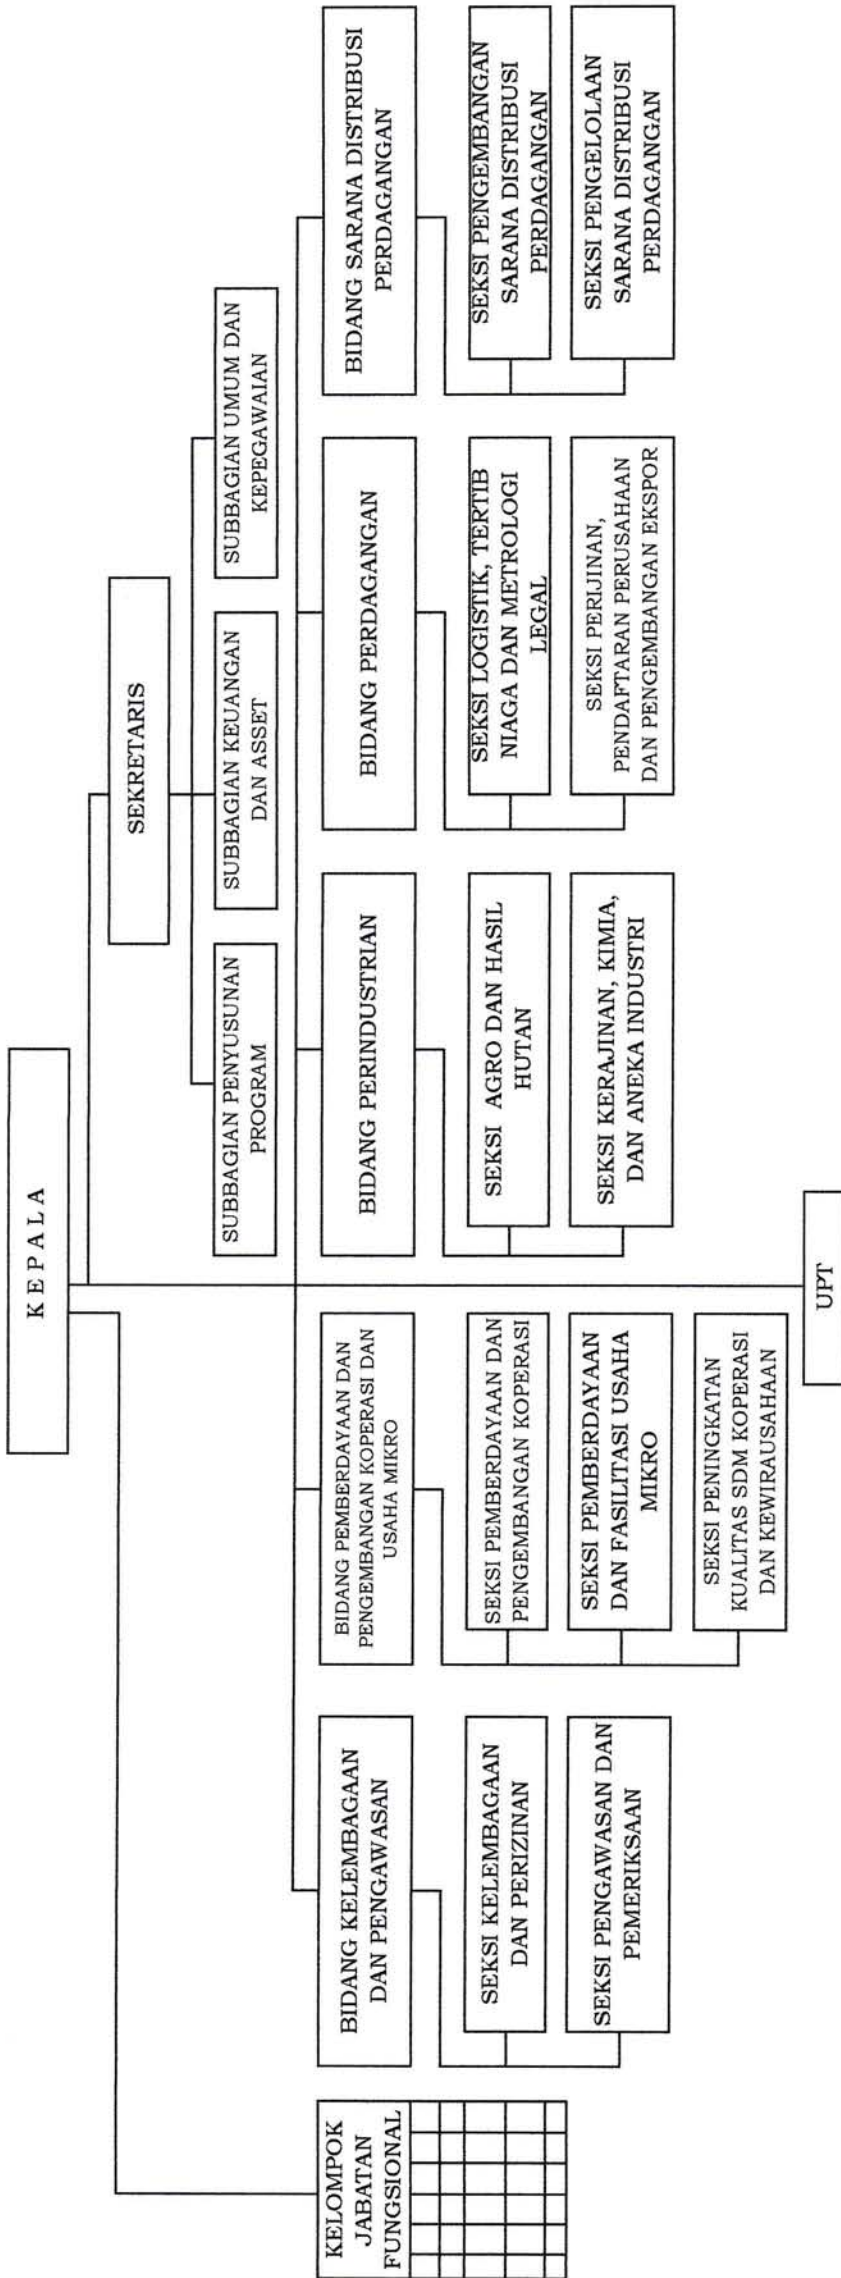 KEPALA
SEKRETARIS
SUBBAGIAN PENYUSUNAN
PROGRAM
SUBBAGIAN KEUANGAN
DAN ASSET
SUBBAGIAN UMUM DAN
KEPEGAWAIAN
KELOMPOK
JABATAN
FUNGSIONAL
BIDANG KELEMBAGAAN
DAN PENGAWASAN
SEKSI KELEMBAGAAN
DAN PERIZINAN
SEKSI PENGAWASAN DAN
PEMERIKSAAN
BIDANG PEMBERDAYAAN DAN
PENGEMBANGAN KOPERASI DAN
USAHA MIKRO
SEKSI PEMBERDAYAAN DAN
PENGEMBANGAN KOPERASI
SEKSI PEMBERDAYAAN
DAN FASILITASI USAHA
MIKRO
SEKSI PENINGKATAN
KUALITAS SDM KOPERASI
DAN KEWIRAUSAHAAN
BIDANG PERINDUSTRIAN
SEKSI AGRO DAN HASIL
HUTAN
SEKSI KERAJINAN, KIMIA,
DAN ANEKA INDUSTRI
BIDANG PERDAGANGAN
SEKSI LOGISTIK, TERTIB
NIAGA DAN METROLOGI
LEGAL
SEKSI PERIJINAN,
PENDAFTARAN PERUSAHAAN
DAN PENGEMBANGAN EKSPOR
BIDANG SARANA DISTRIBUSI
PERDAGANGAN
SEKSI PENGEMBANGAN
SARANA DISTRIBUSI
PERDAGANGAN
SEKSI PENGELOLAAN
SARANA DISTRIBUSI
PERDAGANGAN
UPT